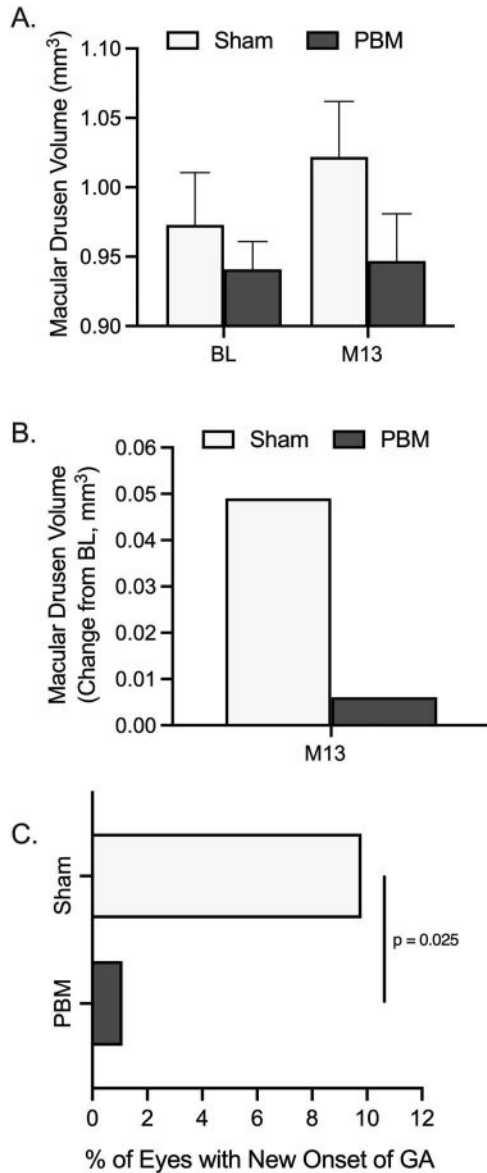 A.
Sham PBM
Macular Drusen Volume (mm³)
1.10
1.05
1.00
0.95
0.90
BL M13
B.
Sham PBM
Macular Drusen Volume
(Change from BL, mm³)
0.06
0.05
0.04
0.03
0.02
0.01
0.00
M13
C.
Sham
PBM
p = 0.025
0 2 4 6 8 10 12
% of Eyes with New Onset of GA